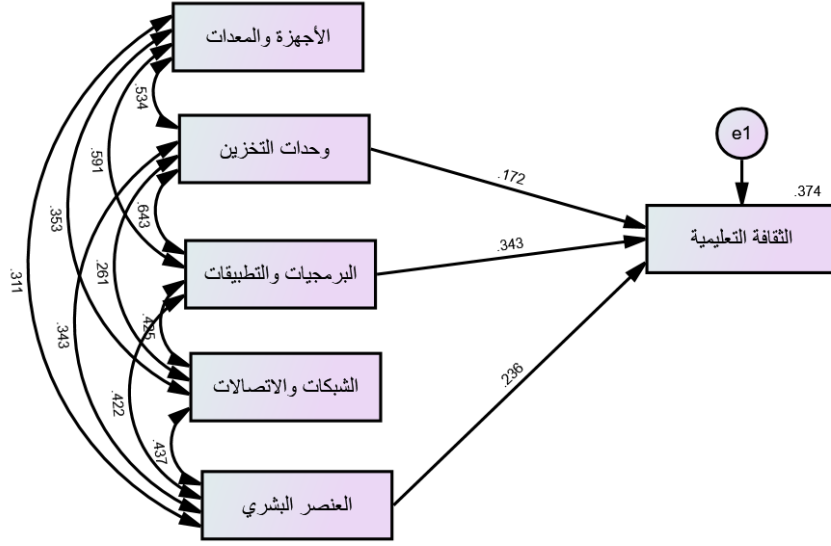 الأجهزة والمعدات
.534
وحدات التخزين
e1
.591
.172
.374
.643
.353
الثقافة التعليمية
.343
.261
البرمجيات والتطبيقات
.311
.343
.425
الشبكات والاتصالات
.422
.236
.437
العنصر البشري